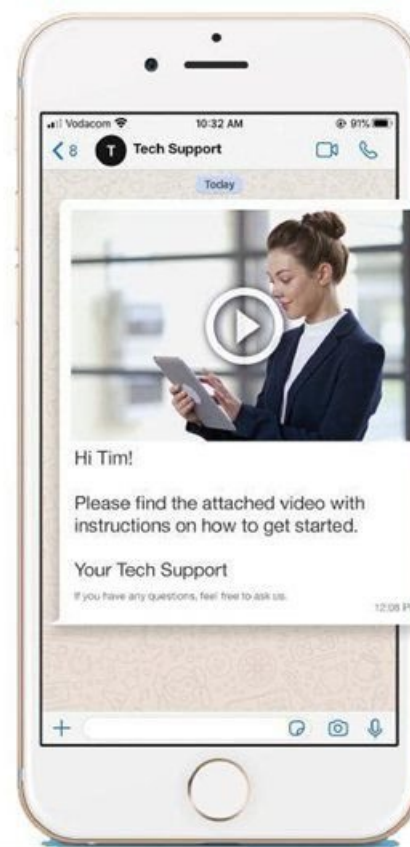 Vodacom 10:32 AM 91%
8 T Tech Support
Today
Hi Tim!
Please find the attached video with
instructions on how to get started.
Your Tech Support
If you have any questions, feel free to ask us.
12:08 PM